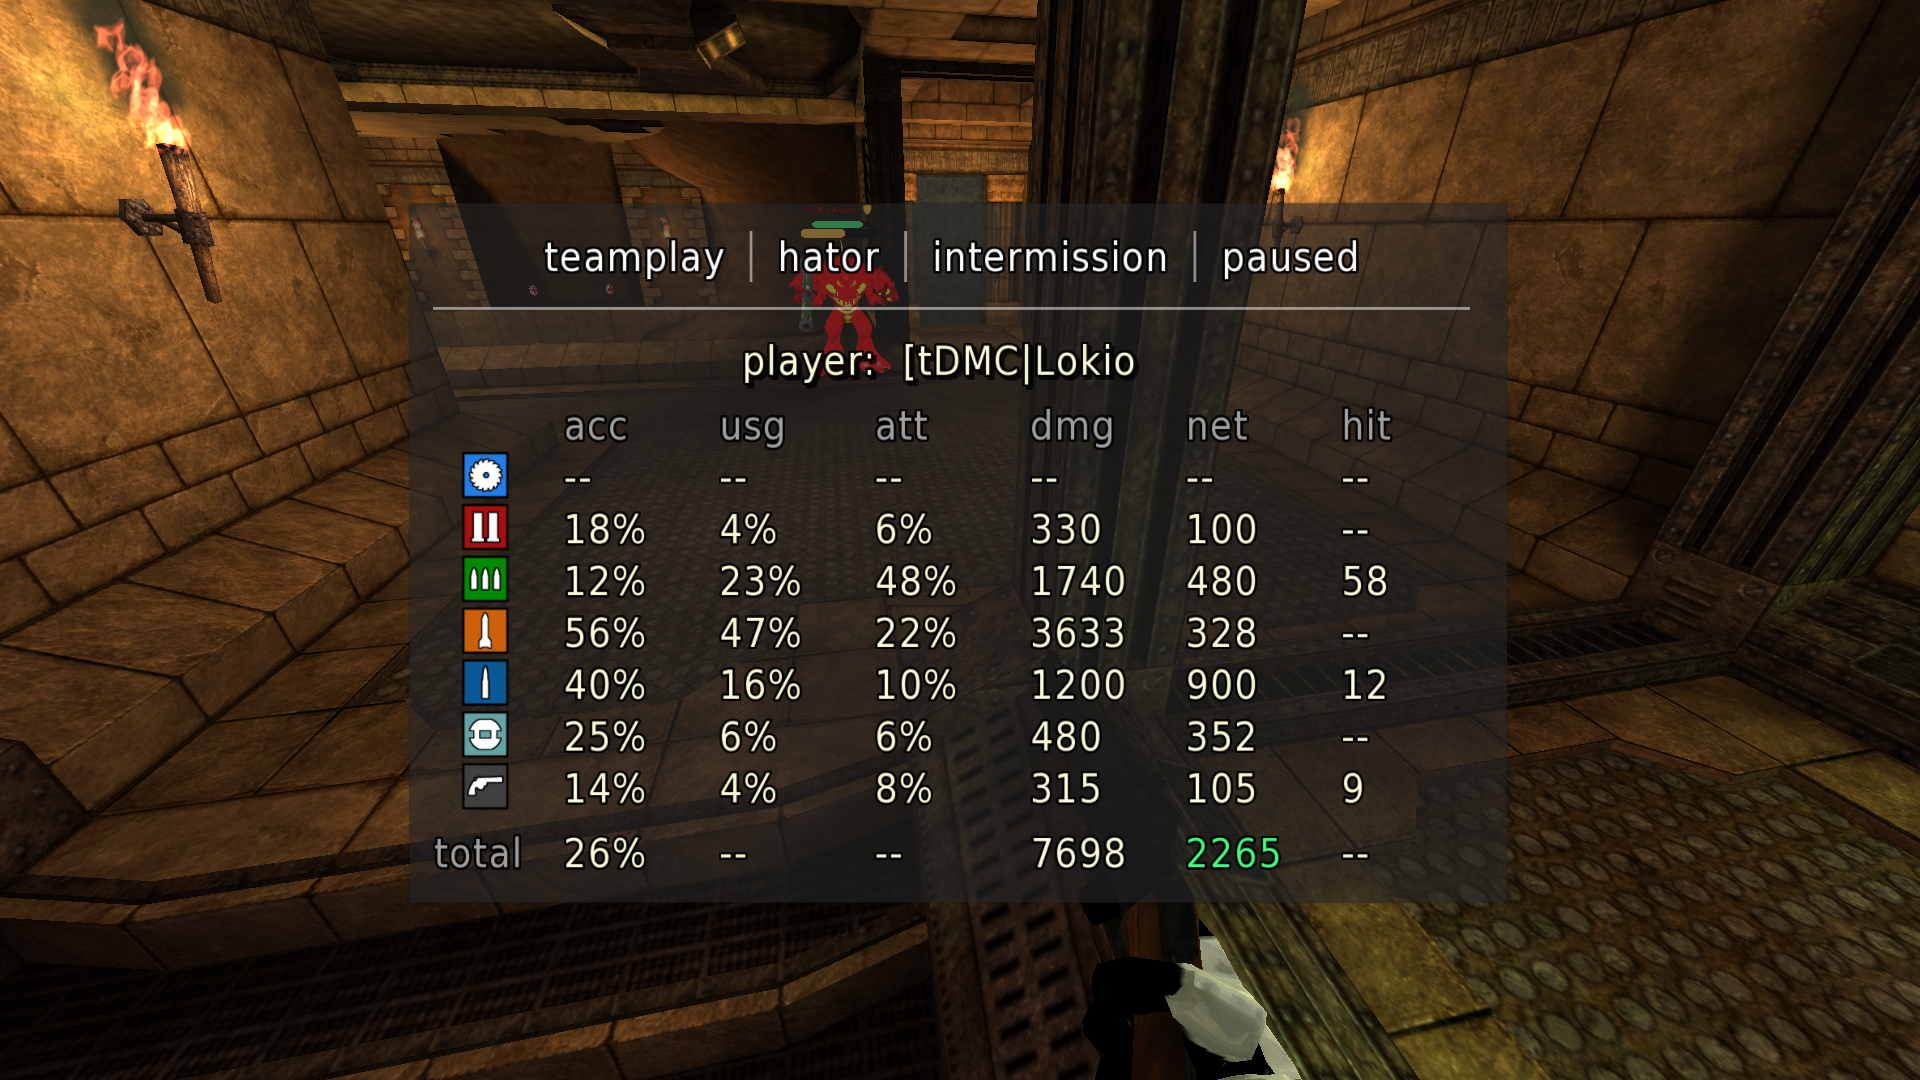 teamplay | hator | intermission | paused
player: [tDMC|Lokio
acc usg att dmg net hit
-- -- -- -- -- --
18% 4% 6% 330 100 --
12% 23% 48% 1740 480 58
56% 47% 22% 3633 328 --
40% 16% 10% 1200 900 12
25% 6% 6% 480 352 --
14% 4% 8% 315 105 9
total 26% -- -- 7698 2265 --